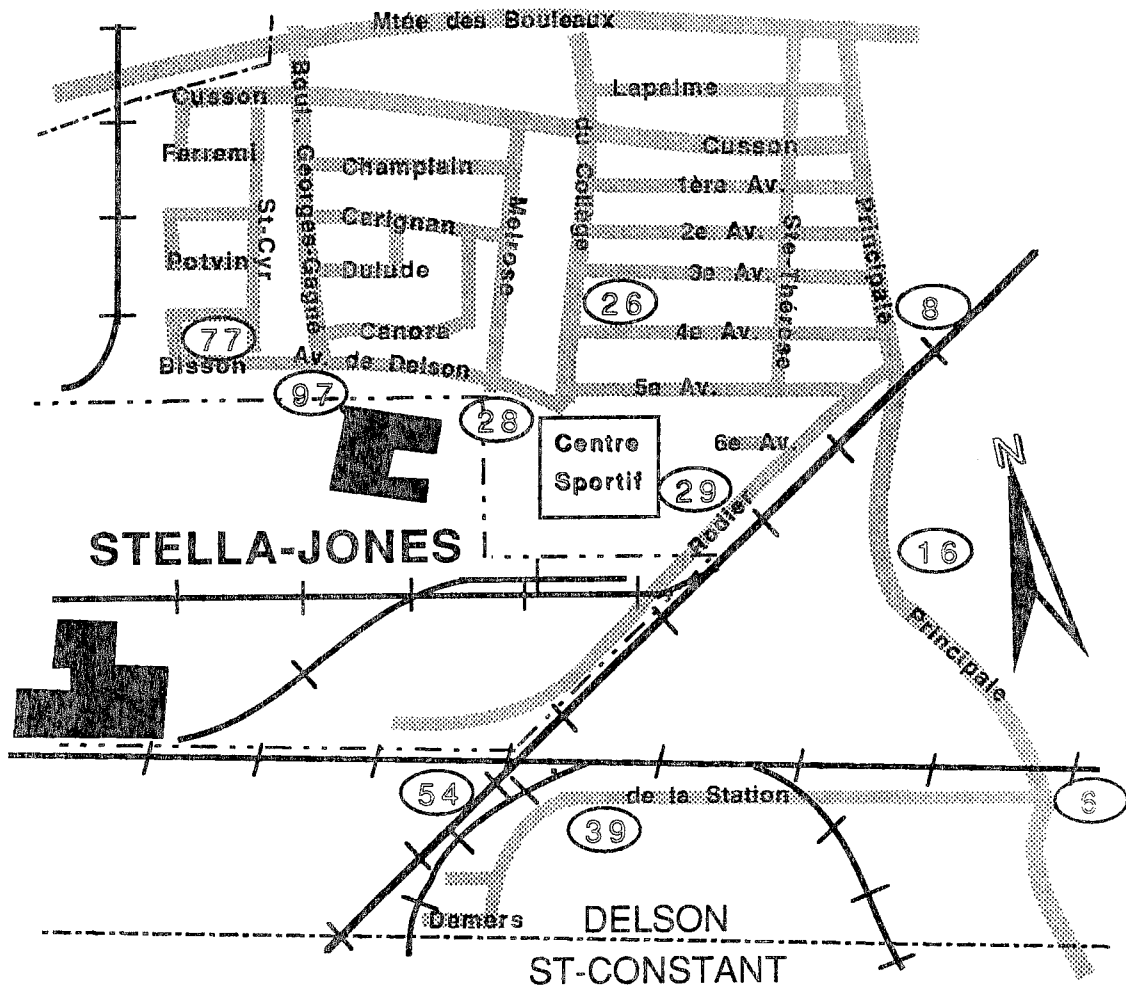 Mtée des Bouleaux
Cusson
Lapalme
Boul. Georges-Gagné
du Collège
Cusson
Ferremi
Champlain
1ère Av.
St-Cyr
Melrose
Principale
Carignan
2e Av.
Ste-Thérèse
Potvin
Dulude
3e Av.
26
8
77
Canora
4e Av.
Bisson
Av. de Delson
5e Av.
97
28
Centre
Sportif
6e Av.
29
Rodier
N
STELLA-JONES
16
Principale
54
de la Station
6
39
Demers
DELSON
ST-CONSTANT